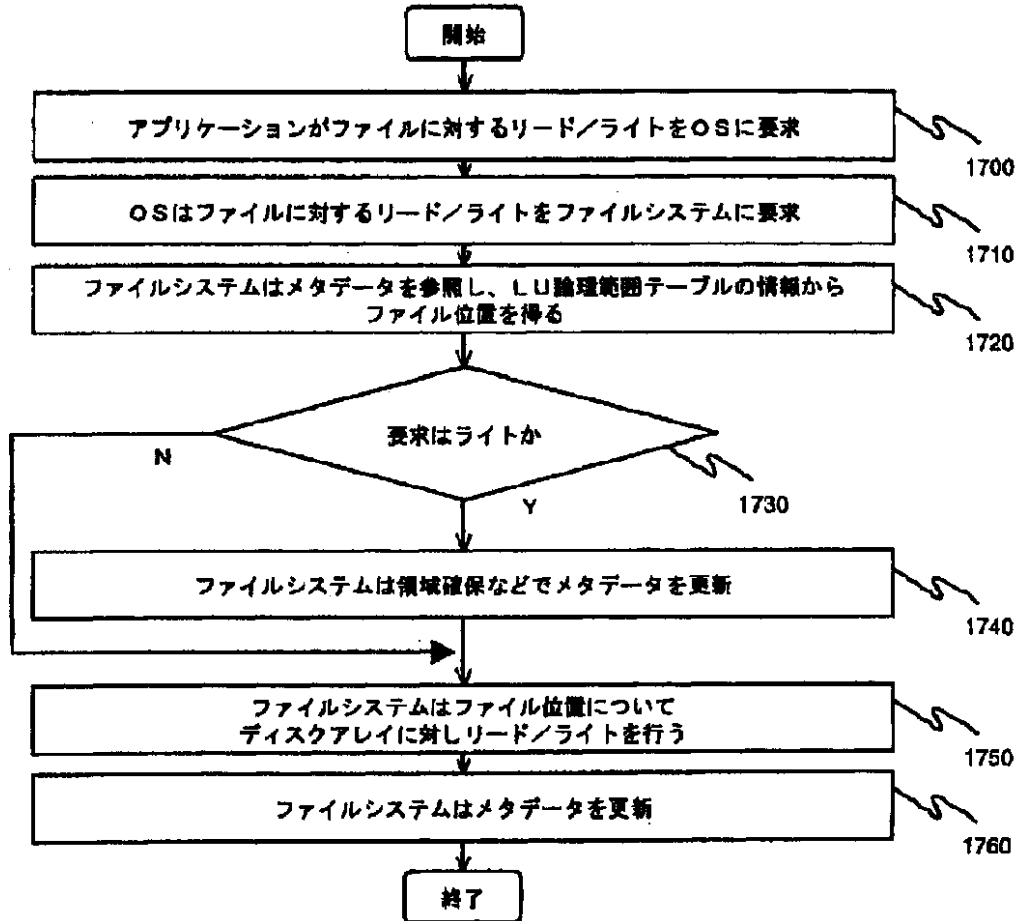 開始
アプリケーションがファイルに対するリード／ライトをＯＳに要求
1700
ＯＳはファイルに対するリード／ライトをファイルシステムに要求
1710
ファイルシステムはメタデータを参照し、ＬＵ論理範囲テーブルの情報から
ファイル位置を得る
1720
要求はライトか
N
Y
1730
ファイルシステムは領域確保などでメタデータを更新
1740
ファイルシステムはファイル位置について
ディスクアレイに対しリード／ライトを行う
1750
ファイルシステムはメタデータを更新
1760
終了